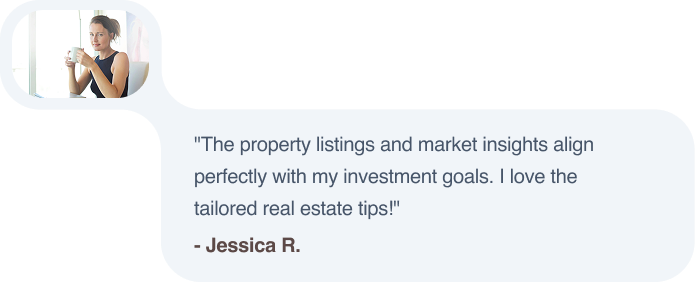 "The property listings and market insights align
perfectly with my investment goals. I love the
tailored real estate tips!"
- Jessica R.